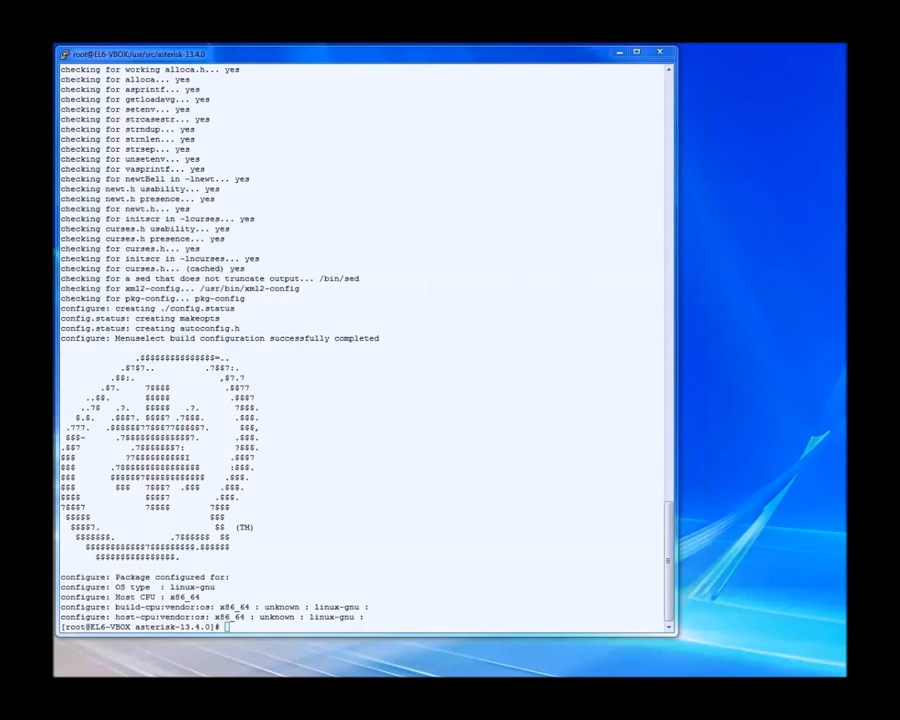 root@EL6-VBOX:/usr/src/asterisk-13.4.0
checking for working alloca.h... yes
checking for alloca... yes
checking for asprintf... yes
checking for getloadavg... yes
checking for setenv... yes
checking for strcasestr... yes
checking for strndup... yes
checking for strnlen... yes
checking for strsep... yes
checking for unsetenv... yes
checking for vasprintf... yes
checking for newtBell in -lnewt... yes
checking newt.h usability... yes
checking newt.h presence... yes
checking for newt.h... yes
checking for initscr in -lcurses... yes
checking curses.h usability... yes
checking curses.h presence... yes
checking for curses.h... yes
checking for initscr in -lncurses... yes
checking for curses.h... (cached) yes
checking for a sed that does not truncate output... /bin/sed
checking for xml2-config... /usr/bin/xml2-config
checking for pkg-config... pkg-config
configure: creating ./config.status
config.status: creating makeopts
config.status: creating autoconfig.h
configure: Menuselect build configuration successfully completed
(TM)
configure: Package configured for:
configure: OS type  : linux-gnu
configure: Host CPU : x86_64
configure: build-cpu:vendor:os: x86_64 : unknown : linux-gnu :
configure: host-cpu:vendor:os: x86_64 : unknown : linux-gnu :
[root@EL6-VBOX asterisk-13.4.0]#